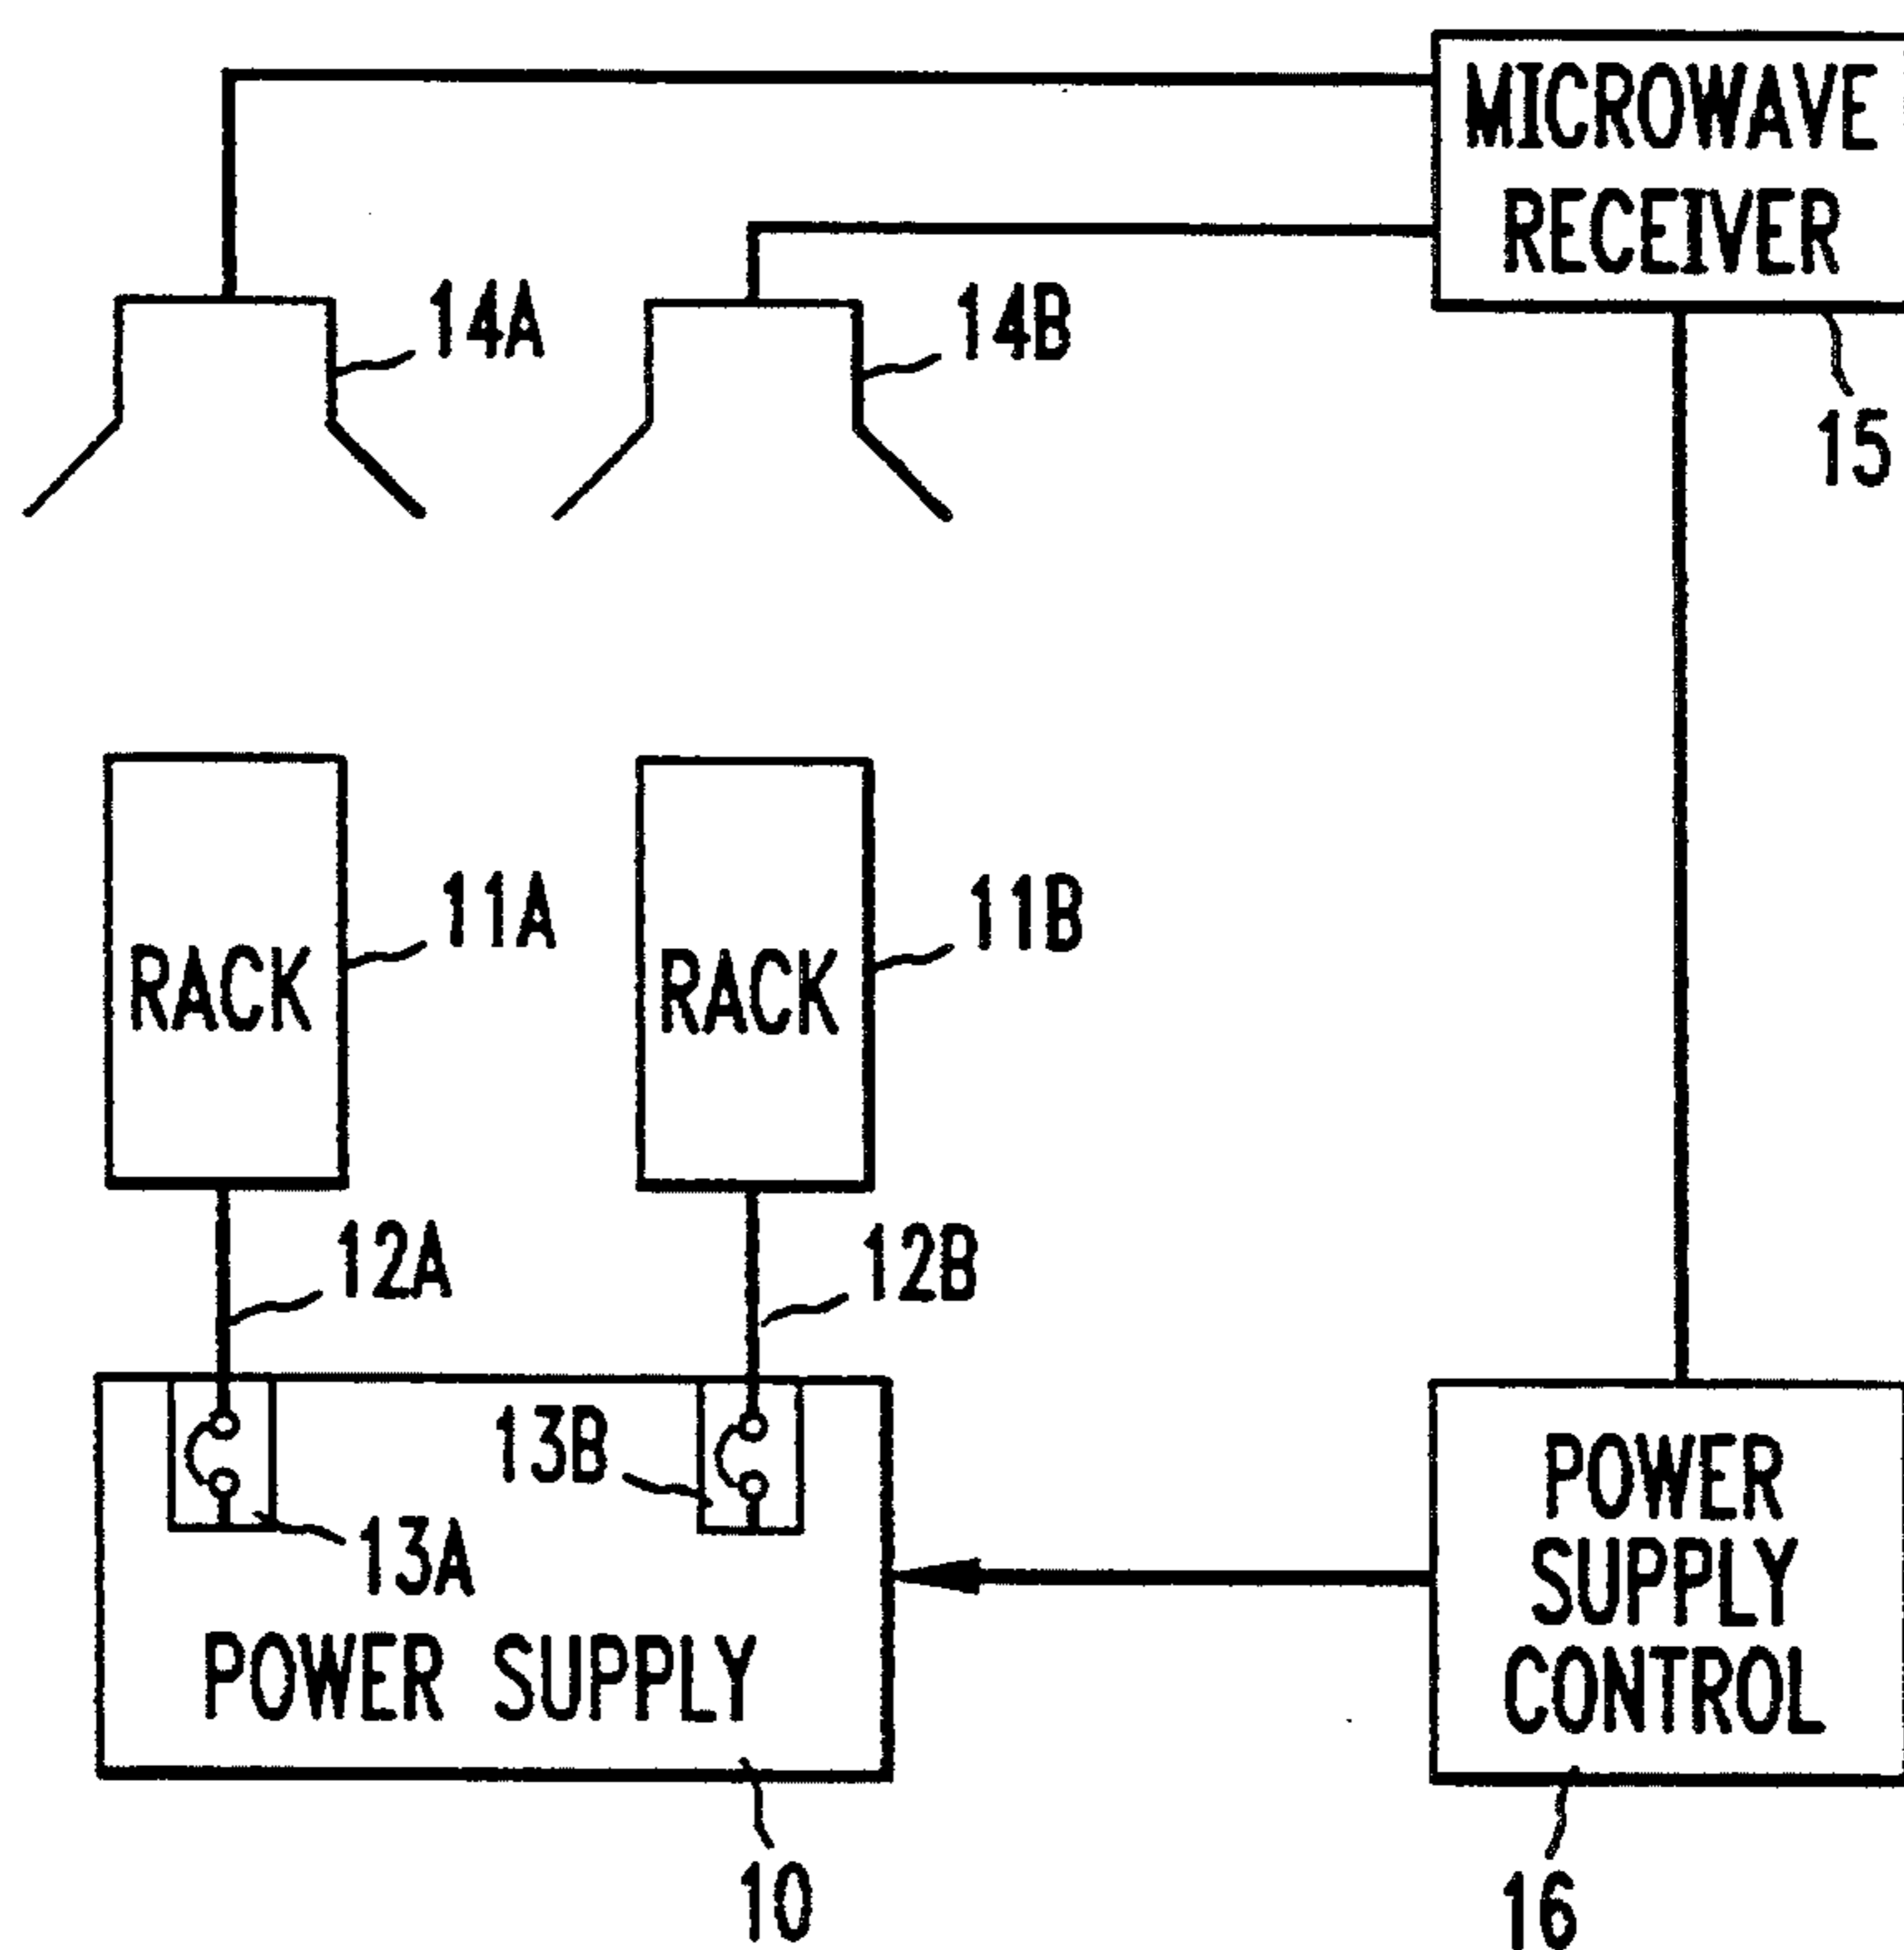 MICROWAVE
RECEIVER
14A
14B
15
11A
11B
RACK
RACK
12A
12B
13B
13A
POWER SUPPLY
POWER
SUPPLY
CONTROL
10
16